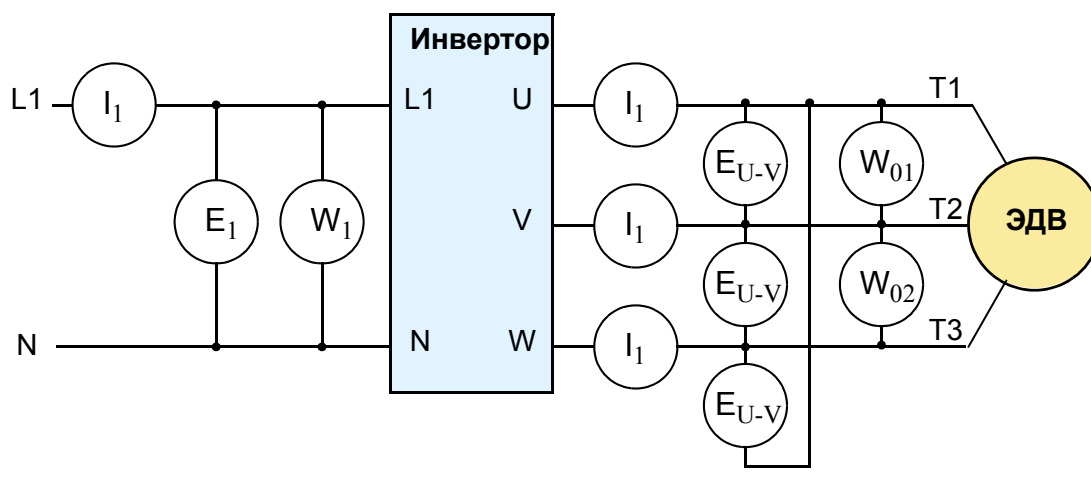 Инвертор
L1 I1 L1 U I1 T1
EU-V W01
E1 W1 V I1 T2 ЭДВ
EU-V W02
N N W I1 T3
EU-V